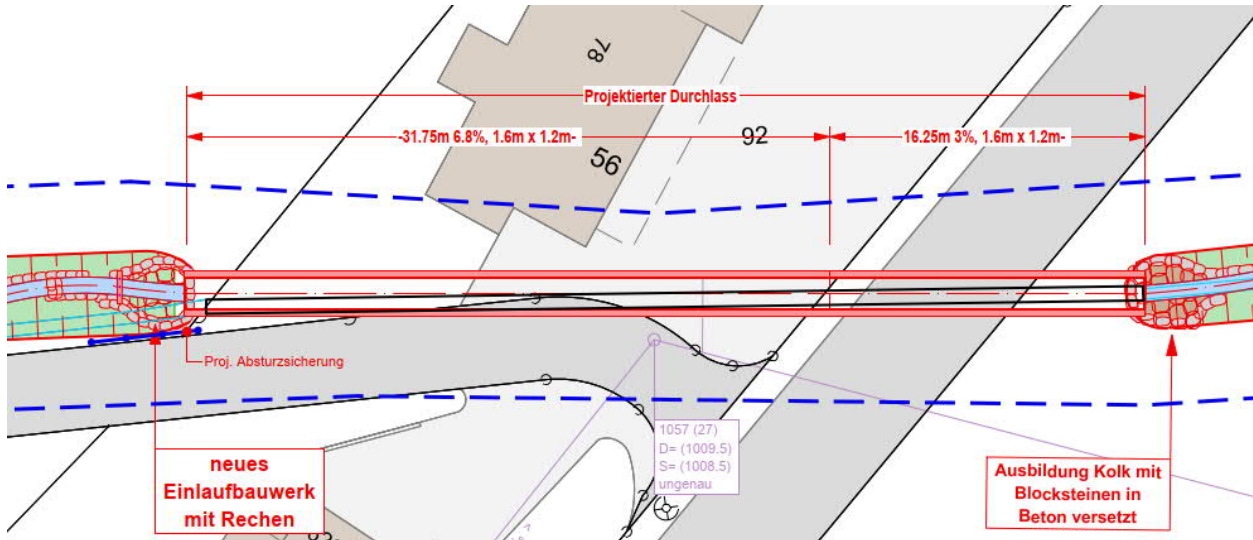 78
Projektierter Durchlass
-31.75m 6.8%, 1.6m x 1.2m-
92
16.25m 3%, 1.6m x 1.2m-
56
Proj. Absturzsicherung
1057 (27)
D= (1009.5)
S= (1008.5)
ungenau
neues
Einlaufbauwerk
mit Rechen
Ausbildung Kolk mit
Blocksteinen in
Beton versetzt